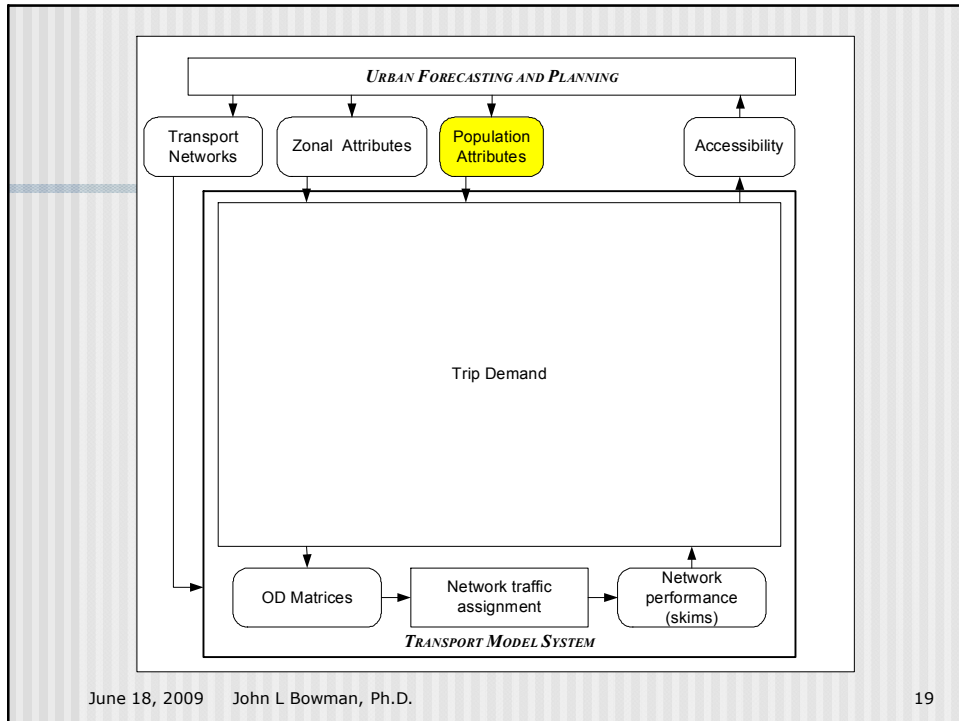 URBAN FORECASTING AND PLANNING
Transport
Networks
Zonal Attributes
Population
Attributes
Accessibility
Trip Demand
OD Matrices
Network traffic
assignment
Network
performance
(skims)
TRANSPORT MODEL SYSTEM
June 18, 2009 John L Bowman, Ph.D. 19